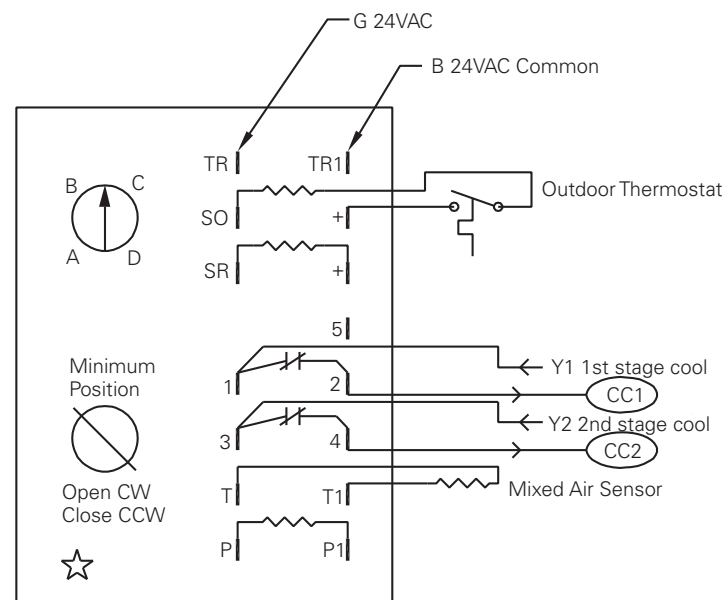 G 24VAC
B 24VAC Common
TR TR1
B C
SO + Outdoor Thermostat
A D
SR +
5
Minimum
Position
1 2 Y1 1st stage cool
CC1
3 4 Y2 2nd stage cool
CC2
Open CW
Close CCW
T T1 Mixed Air Sensor
P P1